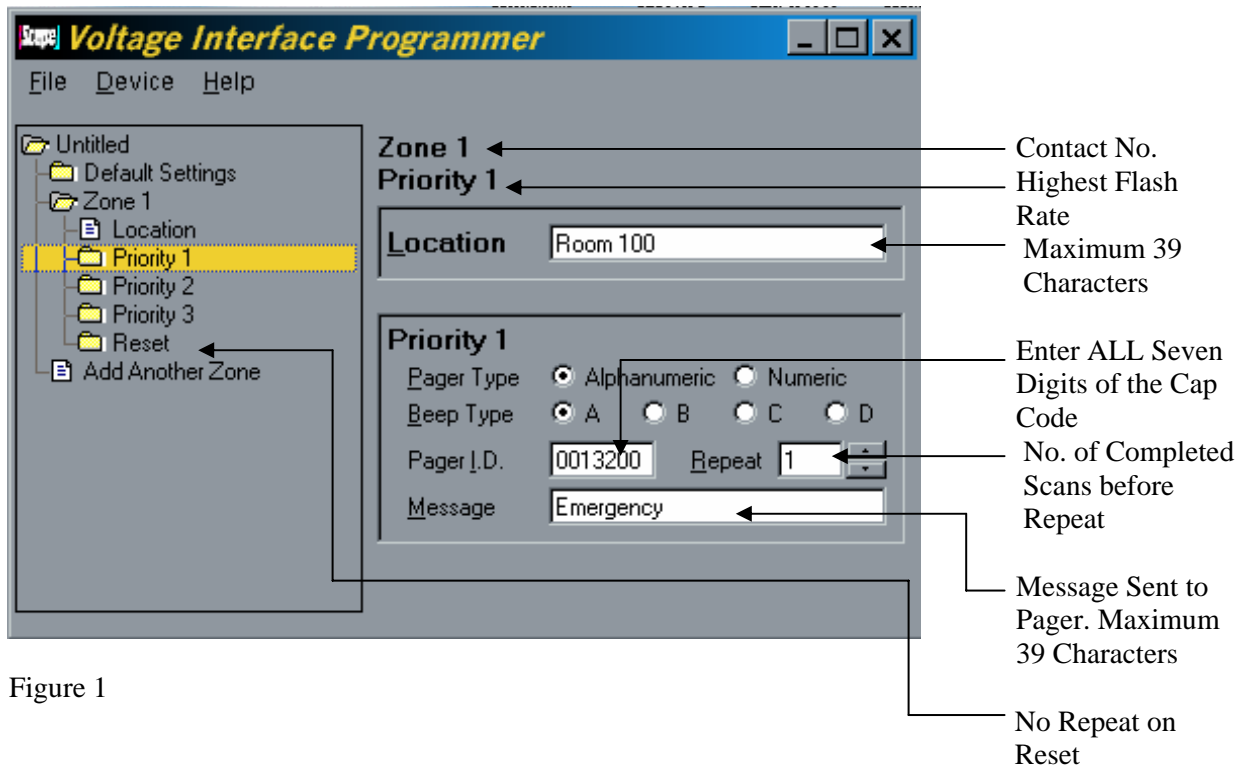 Scope Voltage Interface Programmer
File Device Help
Untitled
Default Settings
Zone 1
Location
Priority 1
Priority 2
Priority 3
Reset
Add Another Zone
Zone 1
Priority 1
Location Room 100
Priority 1
Pager Type Alphanumeric Numeric
Beep Type A B C D
Pager I.D. 0013200 Repeat 1
Message Emergency
Contact No.
Highest Flash
Rate
Maximum 39
Characters
Enter ALL Seven
Digits of the Cap
Code
No. of Completed
Scans before
Repeat
Message Sent to
Pager. Maximum
39 Characters
No Repeat on
Reset
Figure 1